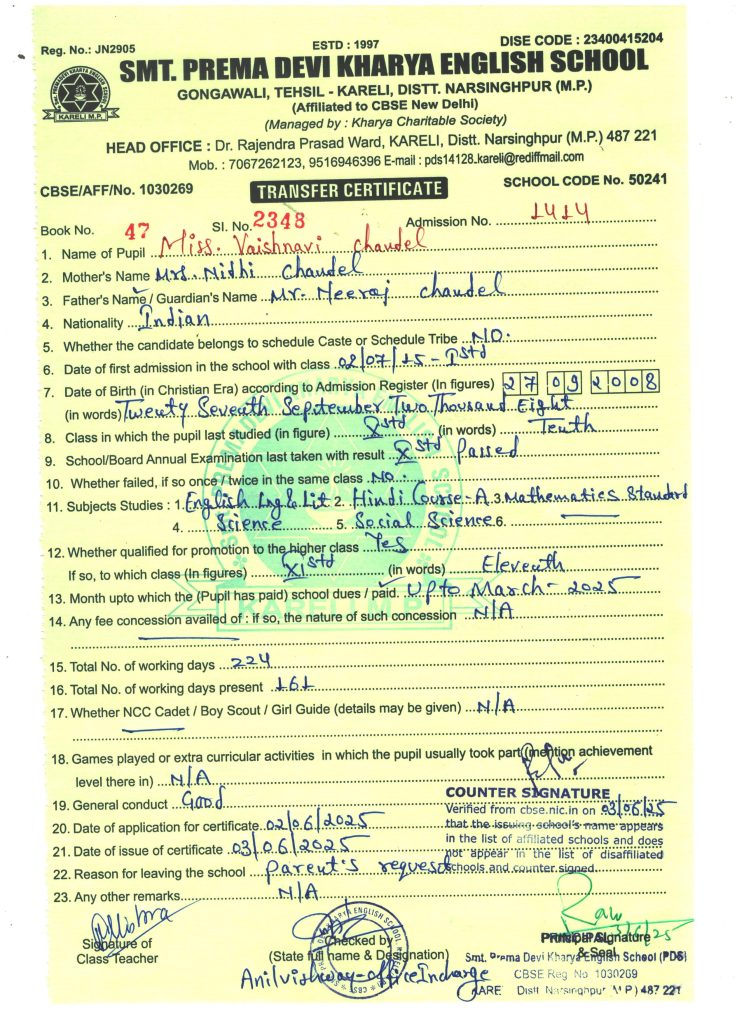 Reg. No.: JN2905
ESTD : 1997
DISE CODE : 23400415204
SMT. PREMA DEVI KHARYA ENGLISH SCHOOL
GONGAWALI, TEHSIL - KARELI, DISTT. NARSINGHPUR (M.P.)
(Affiliated to CBSE New Delhi)
(Managed by : Kharya Charitable Society)
KARELI M.P.
HEAD OFFICE : Dr. Rajendra Prasad Ward, KARELI, Distt. Narsinghpur (M.P.) 487 221
Mob. : 7067262123, 9516946396 E-mail : pds14128.kareli@rediffmail.com
CBSE/AFF/No. 1030269
TRANSFER CERTIFICATE
SCHOOL CODE No. 50241
Book No. 47 Sl. No. 2348 Admission No. 1414
1. Name of Pupil Miss. Vaishnavi Chaudel
2. Mother's Name Mrs. Nidhi Chaudel
3. Father's Name / Guardian's Name Mr. Neeraj Chaudel
4. Nationality Indian
5. Whether the candidate belongs to schedule Caste or Schedule Tribe NO.
6. Date of first admission in the school with class 02/07/15 - Istd
7. Date of Birth (in Christian Era) according to Admission Register (In figures) 27 09 2008
(in words) Twenty Seventh September Two Thousand Eight
8. Class in which the pupil last studied (in figure) Xstd (in words) Tenth
9. School/Board Annual Examination last taken with result Xstd Passed
10. Whether failed, if so once / twice in the same class NO.
11. Subjects Studies : 1. English Lng & Lit 2. Hindi Course-A 3. Mathematics Standard
4. Science 5. Social Science 6.
12. Whether qualified for promotion to the higher class Yes
If so, to which class (In figures) XIstd (in words) Eleventh
13. Month upto which the (Pupil has paid) school dues / paid. Upto March-2025
14. Any fee concession availed of : if so, the nature of such concession N/A
15. Total No. of working days 224
16. Total No. of working days present 161
17. Whether NCC Cadet / Boy Scout / Girl Guide (details may be given) N/A
18. Games played or extra curricular activities in which the pupil usually took part (mention achievement
level there in) N/A
19. General conduct Good
20. Date of application for certificate 02/06/2025
21. Date of issue of certificate 03/06/2025
22. Reason for leaving the school parent's request
23. Any other remarks N/A
COUNTER SIGNATURE
Verified from cbse.nic.in on 03/06/25
that the issuing school's name appears
in the list of affiliated schools and does
not appear in the list of disaffiliated
schools and counter signed.
3/6/25
Signature of
Class Teacher
Checked by
(State full name & Designation)
Anil vishway-office Incharge
Principal Signature
& Seal
PRINCIPAL
Smt. Prema Devi Kharya English School (PDS)
CBSE Reg No 1030269
KARE Distt Narsinghpur (M P) 487 221